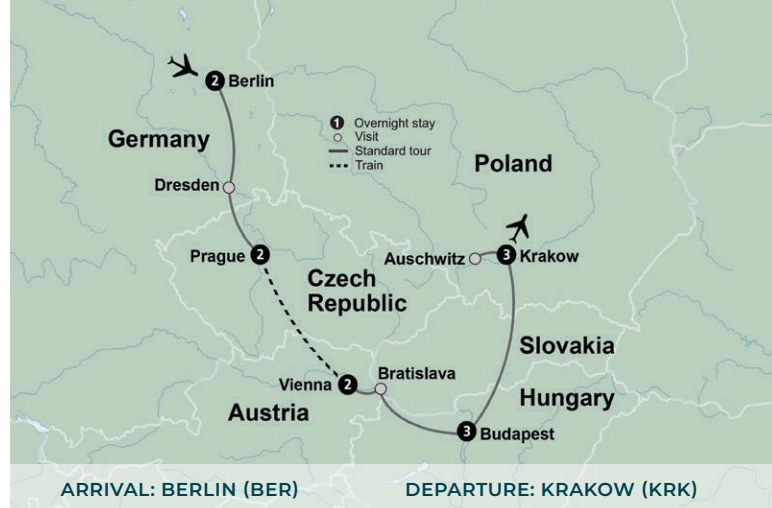 2 Berlin
Germany
1 Overnight stay
Visit
Standard tour
Train
Poland
Dresden
Prague 2
Auschwitz
3 Krakow
Czech
Republic
Slovakia
Vienna 2
Bratislava
Hungary
Austria
3 Budapest
ARRIVAL: BERLIN (BER)
DEPARTURE: KRAKOW (KRK)